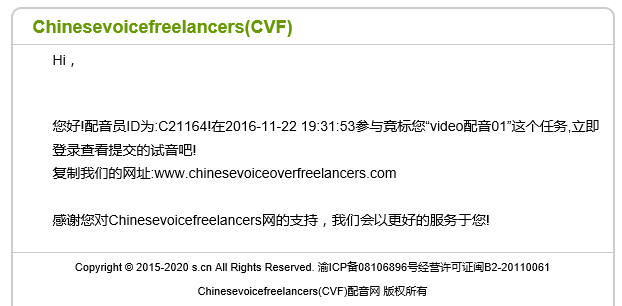 Chinesevoicefreelancers(CVF)
Hi，
您好!配音员ID为:C21164!在2016-11-22 19:31:53参与竞标您“video配音01”这个任务,立即
登录查看提交的试音吧!
复制我们的网址:www.chinesevoiceoverfreelancers.com
感谢您对Chinesevoicefreelancers网的支持，我们会以更好的服务于您!
Copyright © 2015-2020 s.cn All Rights Reserved. 渝ICP备08106896号经营许可证闽B2-20110061
Chinesevoicefreelancers(CVF)配音网 版权所有